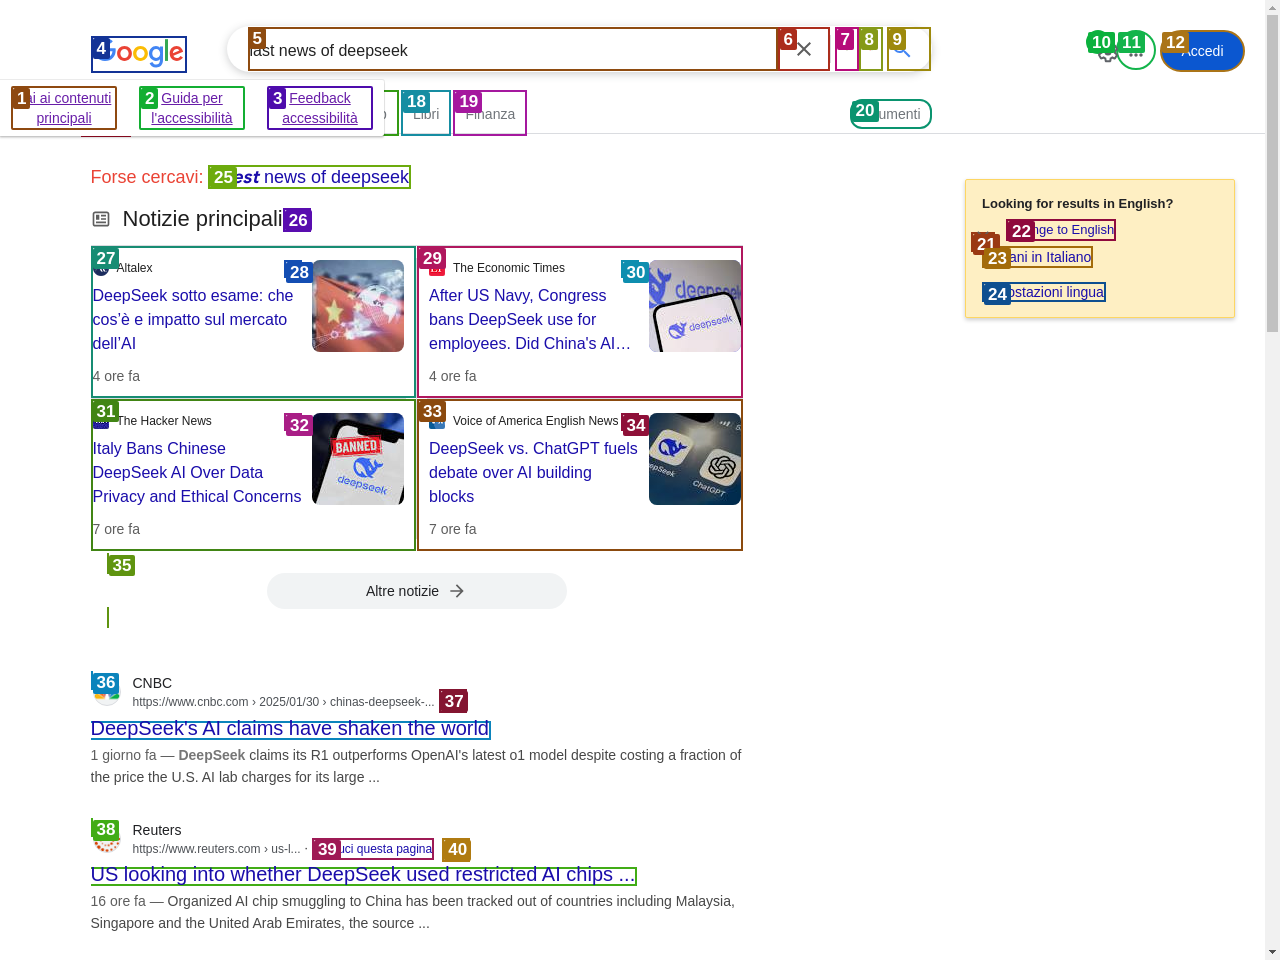 4
Google
5
last news of deepseek
6
7
8
9
10
11
12
Accedi
1
ai ai contenuti
principali
2
Guida per
l'accessibilità
3
Feedback
accessibilità
18
Libri
19
Finanza
20
umenti
Forse cercavi: 25 est news of deepseek
Notizie principali 26
27
Altalex
28
DeepSeek sotto esame: che
cos'è e impatto sul mercato
dell'AI
4 ore fa
29
The Economic Times
30
After US Navy, Congress
bans DeepSeek use for
employees. Did China's AI…
4 ore fa
deepseek
deepseek
31
The Hacker News
32
Italy Bans Chinese
DeepSeek AI Over Data
Privacy and Ethical Concerns
7 ore fa
BANNED
deepseek
33
Voice of America English News
34
DeepSeek vs. ChatGPT fuels
debate over AI building
blocks
7 ore fa
epSeek
ChatGPT
35
Altre notizie
36
CNBC
https://www.cnbc.com › 2025/01/30 › chinas-deepseek-... 37
DeepSeek's AI claims have shaken the world
1 giorno fa — DeepSeek claims its R1 outperforms OpenAI's latest o1 model despite costing a fraction of
the price the U.S. AI lab charges for its large ...
38
Reuters
https://www.reuters.com › us-l... · 39 uci questa pagina 40
US looking into whether DeepSeek used restricted AI chips ...
16 ore fa — Organized AI chip smuggling to China has been tracked out of countries including Malaysia,
Singapore and the United Arab Emirates, the source ...
Looking for results in English?
21
22 nge to English
23 ani in Italiano
24 ostazioni lingua